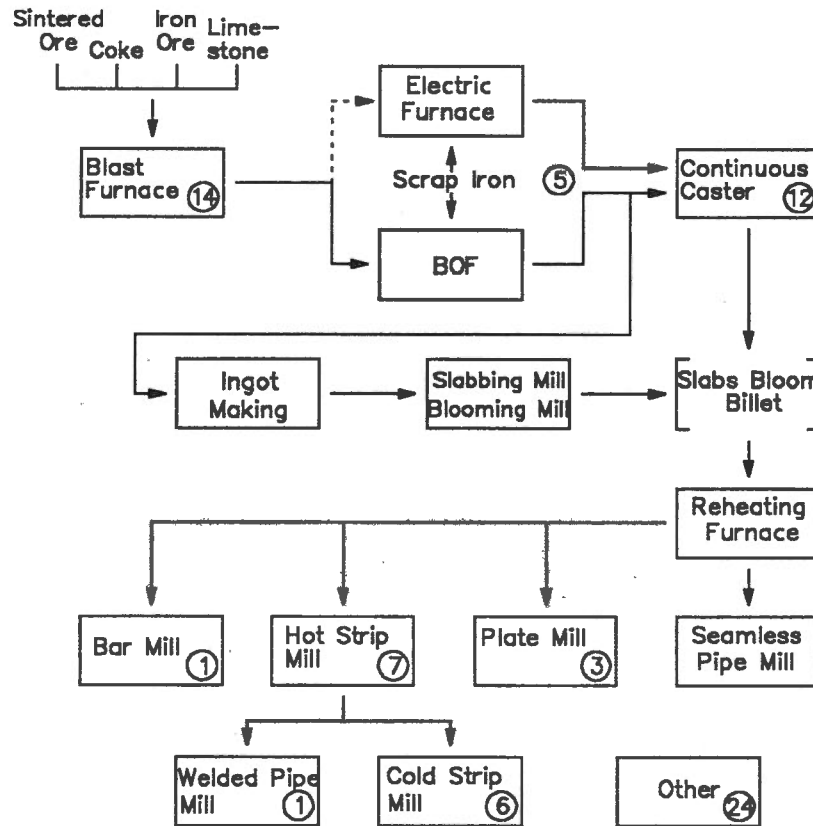 Sintered
Ore
Coke
Iron
Ore
Lime-
stone
Electric
Furnace
Blast
Furnace 14
Scrap Iron 5
Continuous
Caster 12
BOF
Ingot
Making
Slabbing Mill
Blooming Mill
Slabs Bloom
Billet
Reheating
Furnace
Bar Mill 1
Hot Strip
Mill 7
Plate Mill 3
Seamless
Pipe Mill
Welded Pipe
Mill 1
Cold Strip
Mill 6
Other 24